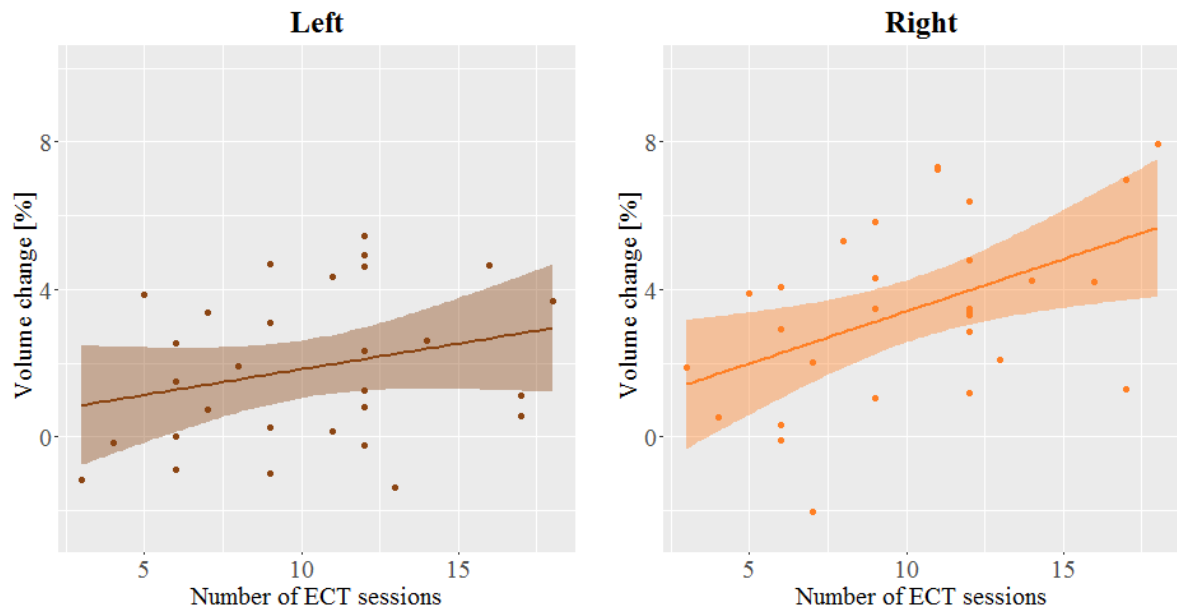 Left
Volume change [%]
8
4
0
5 10 15
Number of ECT sessions
Right
Volume change [%]
8
4
0
5 10 15
Number of ECT sessions